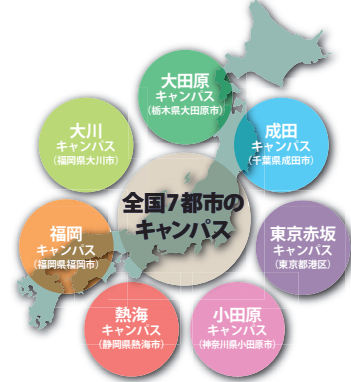 大田原
キャンパス
(栃木県大田原市)
大川
キャンパス
(福岡県大川市)
成田
キャンパス
(千葉県成田市)
全国7都市の
キャンパス
福岡
キャンパス
(福岡県福岡市)
東京赤坂
キャンパス
(東京都港区)
熱海
キャンパス
(静岡県熱海市)
小田原
キャンパス
(神奈川県小田原市)